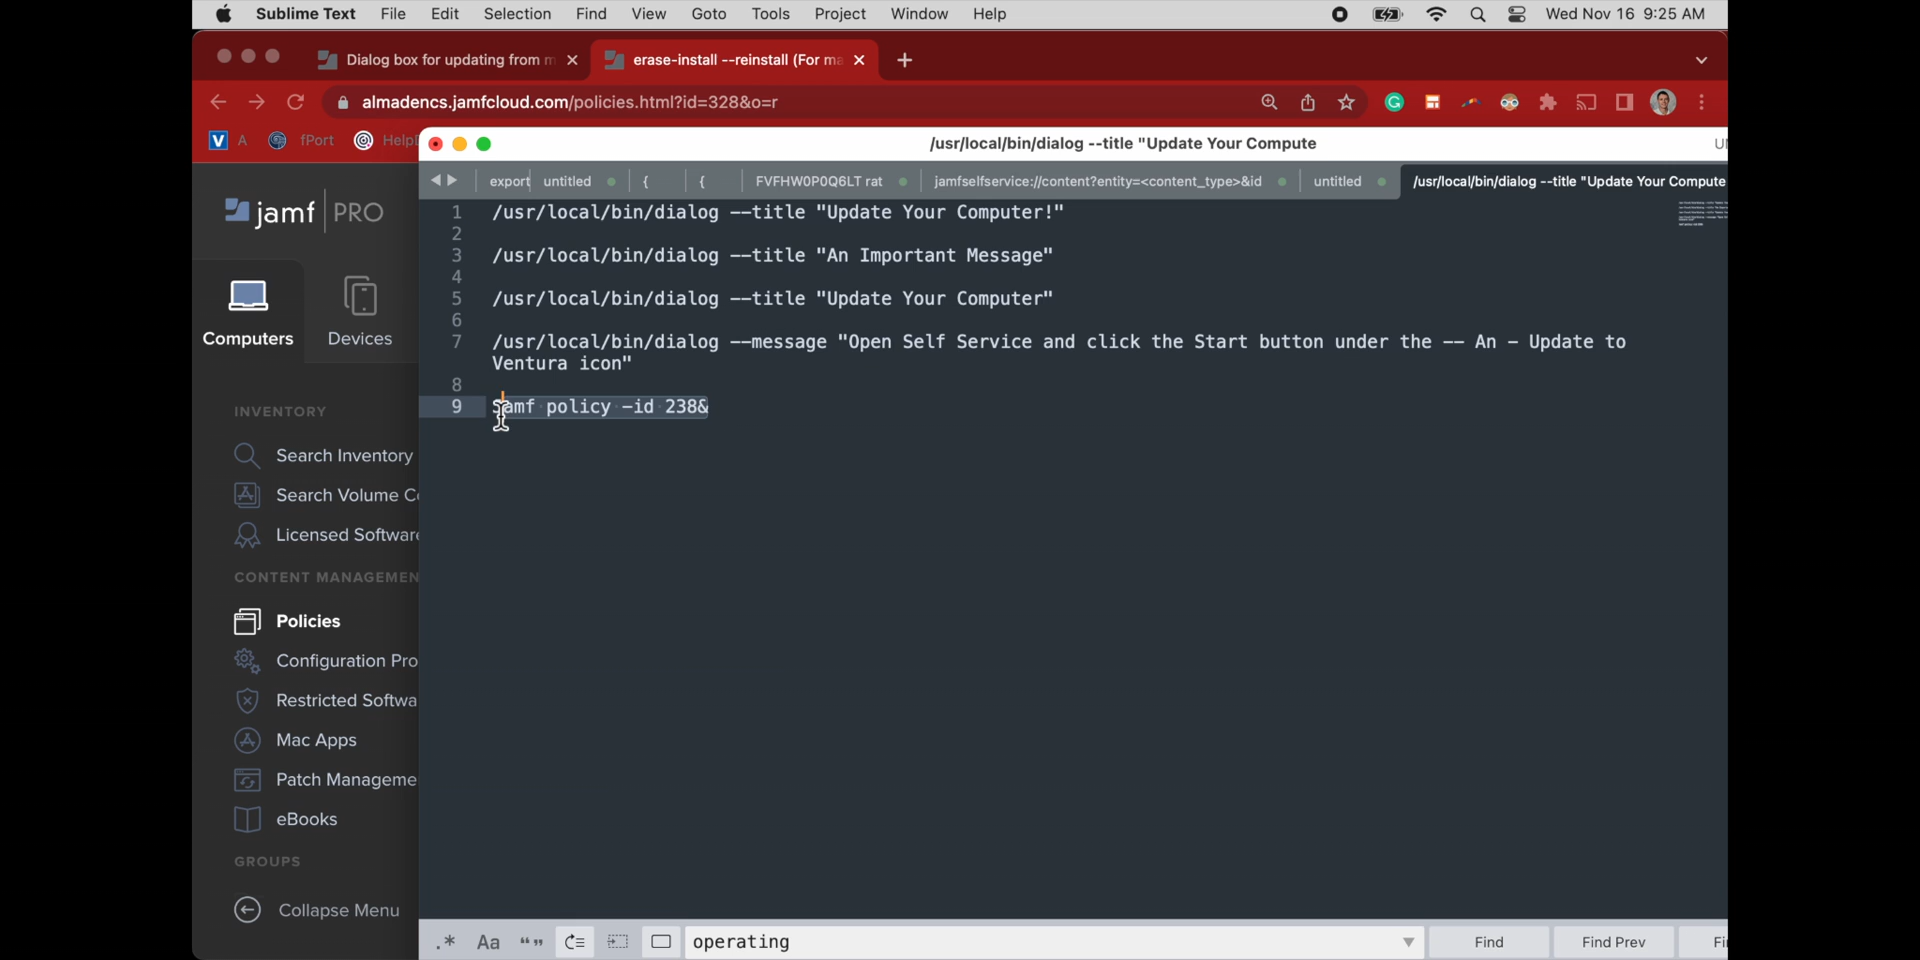 Sublime Text File Edit Selection Find View Goto Tools Project Window Help Wed Nov 16 9:25 AM
Dialog box for updating from m erase-install --reinstall (For ma
almadencs.jamfcloud.com/policies.html?id=328&o=r
V A fPort HelpD
/usr/local/bin/dialog --title "Update Your Compute UN
export untitled { { FVFHW0P0Q6LT rat jamfselfservice://content?entity=<content_type>&id untitled /usr/local/bin/dialog --title "Update Your Compute
jamf PRO
Computers Devices
1 /usr/local/bin/dialog --title "Update Your Computer!"
2
3 /usr/local/bin/dialog --title "An Important Message"
4
5 /usr/local/bin/dialog --title "Update Your Computer"
6
7 /usr/local/bin/dialog --message "Open Self Service and click the Start button under the -- An - Update to
Ventura icon"
8
9 jamf policy -id 238&
INVENTORY
Search Inventory
Search Volume Co
Licensed Software
CONTENT MANAGEMEN
Policies
Configuration Pro
Restricted Softwa
Mac Apps
Patch Manageme
eBooks
GROUPS
Collapse Menu
.* Aa “ ” operating Find Find Prev Fi